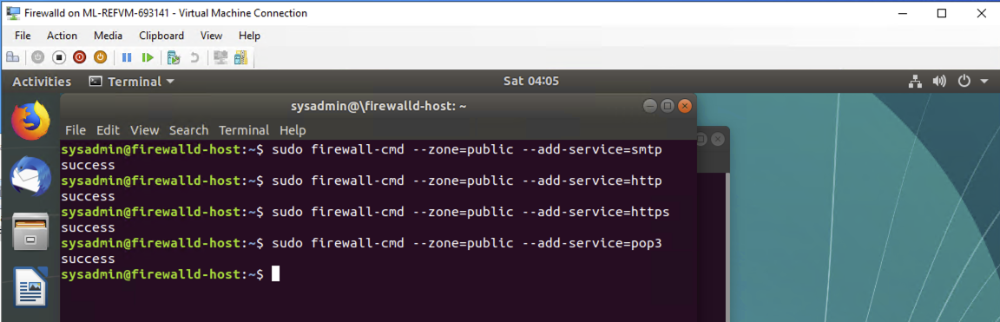 Firewalld on ML-REFVM-693141 - Virtual Machine Connection
File Action Media Clipboard View Help
Activities Terminal Sat 04:05
sysadmin@\firewalld-host: ~
File Edit View Search Terminal Help
sysadmin@firewalld-host:~$ sudo firewall-cmd --zone=public --add-service=smtp
success
sysadmin@firewalld-host:~$ sudo firewall-cmd --zone=public --add-service=http
success
sysadmin@firewalld-host:~$ sudo firewall-cmd --zone=public --add-service=https
success
sysadmin@firewalld-host:~$ sudo firewall-cmd --zone=public --add-service=pop3
success
sysadmin@firewalld-host:~$